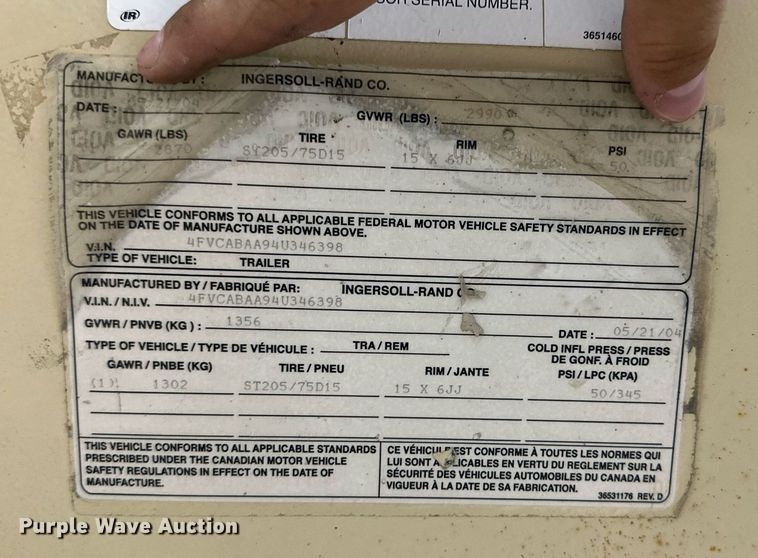 SERIAL NUMBER.
IR
MANUFACTURED BY : INGERSOLL-RAND CO.
DATE : GVWR (LBS) : 2990
GAWR (LBS) TIRE RIM PSI
2870 ST205/75D15 15 X 6JJ 50
THIS VEHICLE CONFORMS TO ALL APPLICABLE FEDERAL MOTOR VEHICLE SAFETY STANDARDS IN EFFECT
ON THE DATE OF MANUFACTURE SHOWN ABOVE.
V.I.N. 4FVCABAA94U346398
TYPE OF VEHICLE: TRAILER
MANUFACTURED BY / FABRIQUÉ PAR: INGERSOLL-RAND
V.I.N. / N.I.V. 4FVCABAA94U346398
GVWR / PNVB (KG) : 1356 DATE : 05/21/04
TYPE OF VEHICLE / TYPE DE VÉHICULE : TRA / REM COLD INFL PRESS / PRESS
DE GONF. À FROID
GAWR / PNBE (KG) TIRE / PNEU RIM / JANTE PSI / LPC (KPA)
(1) 1302 ST205/75D15 15 X 6JJ 50/345
THIS VEHICLE CONFORMS TO ALL APPLICABLE STANDARDS
PRESCRIBED UNDER THE CANADIAN MOTOR VEHICLE
SAFETY REGULATIONS IN EFFECT ON THE DATE OF
MANUFACTURE.
CE VÉHICULE EST CONFORME À TOUTES LES NORMES QUI
LUI SONT APPLICABLES EN VERTU DU REGLEMENT SUR LA
SÉCURITÉ DES VÉHICULES AUTOMOBILES DU CANADA EN
VIGUEUR À LA DATE DE SA FABRICATION.
36531176 REV. D
Purple Wave Auction